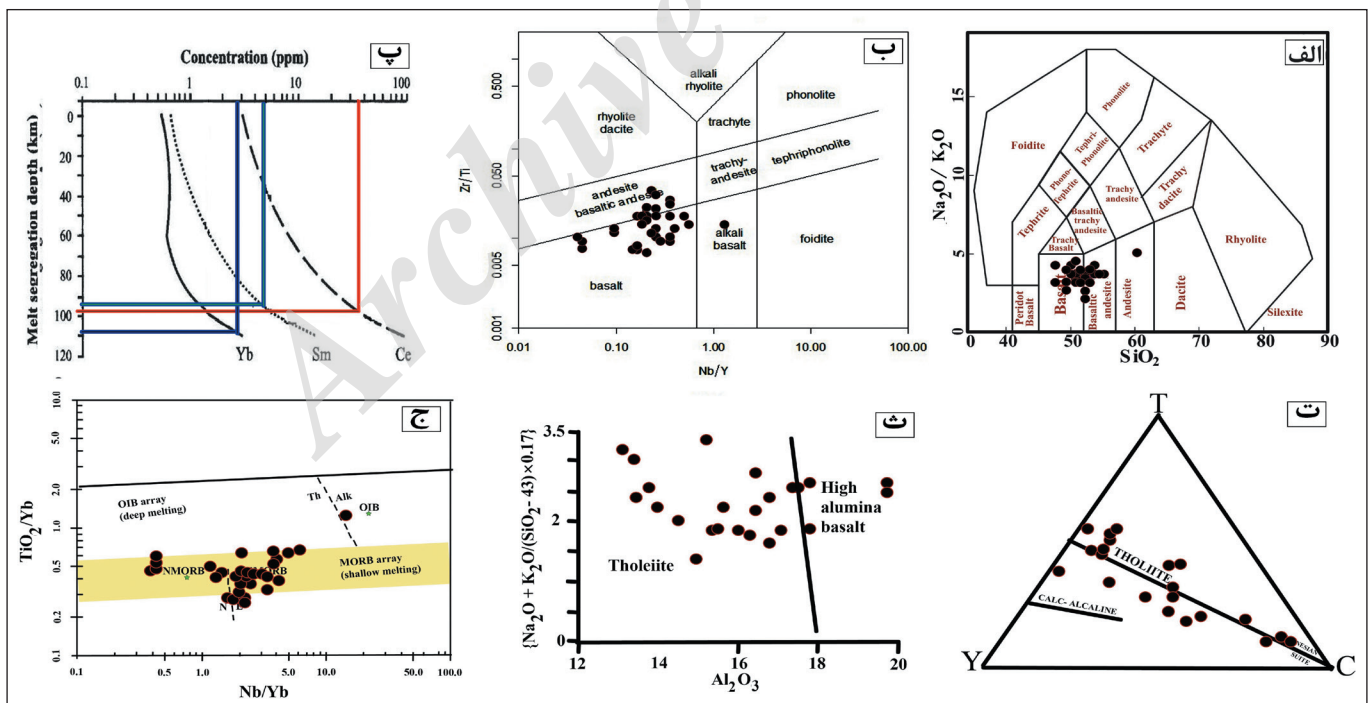 الف
Na2O/ K2O
15
10
5
0
Foidite
Phonolite
Tephri-
Phonolite
Trachyte
Phono-
Tephrite
Trachy
andesite
Trachy
dacite
Tephrite
Basaltic
trachy
andesite
Trachy
Basalt
Rhyolite
Peridot
Basalt
Basalt
Basaltic
andesite
Andesite
Dacite
Silexite
40 50 60 70 80 90
SiO2
ب
Zr/Ti
0.500
0.050
0.005
0.001
alkali
rhyolite
rhyolite
dacite
trachyte
phonolite
trachy-
andesite
tephriphonolite
andesite
basaltic andesite
alkali
basalt
foidite
basalt
0.01 0.10 1.00 10.00 50.00
Nb/Y
پ
Concentration (ppm)
0.1 1 10 100
Melt segregation depth (km)
0
20
40
60
80
100
120
Yb Sm Ce
ت
T
THOLIITE
CALC- ALCALINE
SUITE
Y C
ث
{Na2O + K2O/(SiO2- 43)×0.17}
3.5
2
0
Tholeiite
High
alumina
basalt
12 14 16 18 20
Al2O3
ج
TiO2/Yb
10.0
5.0
2.0
1.0
0.5
0.2
0.1
OIB array
(deep melting)
Th Alk
OIB
MORB array
(shallow melting)
NMORB
0.1 0.5 1.0 5.0 10.0 50.0 100.0
Nb/Yb
Archive